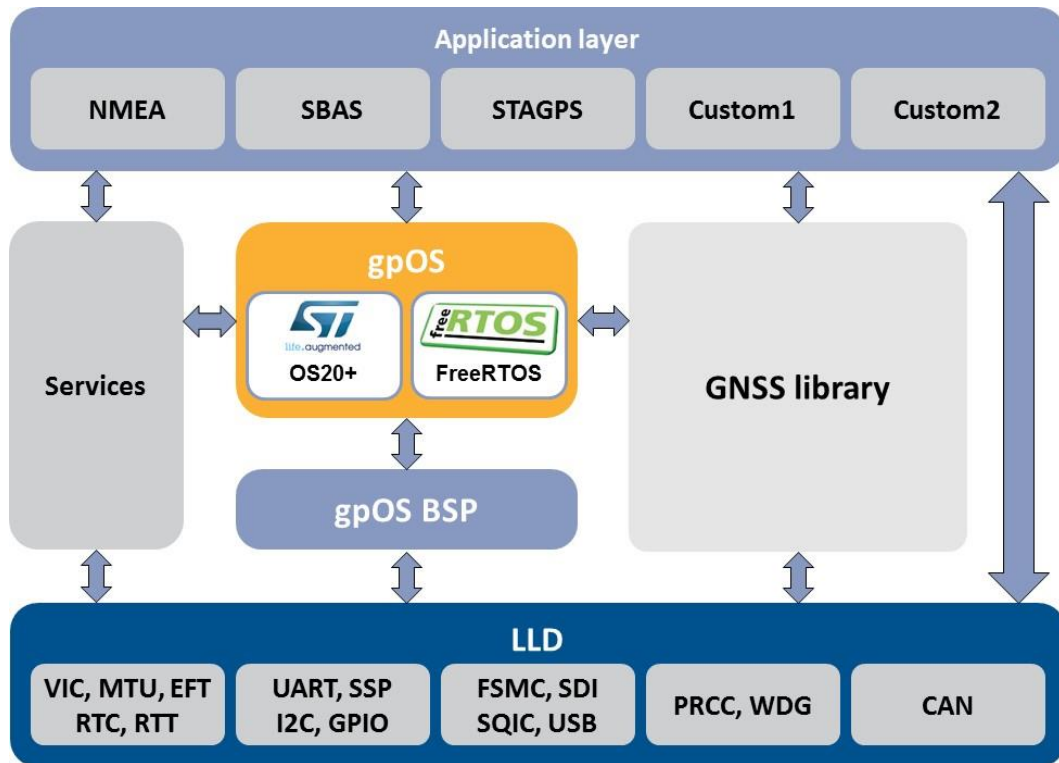 Application layer
NMEA
SBAS
STAGPS
Custom1
Custom2
Services
gpOS
ST
life.augmented
OS20+
free
RTOS
FreeRTOS
GNSS library
gpOS BSP
LLD
VIC, MTU, EFT
RTC, RTT
UART, SSP
I2C, GPIO
FSMC, SDI
SQIC, USB
PRCC, WDG
CAN